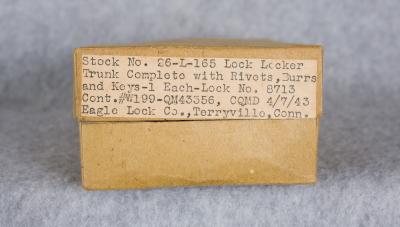 Stock No. 26-L-165 Lock Locker
Trunk Complete with Rivets,Burrs
and Keys-1 Each-Lock No. 8713
Cont.#W199-QM43356, CQMD 4/7/43
Eagle Lock Co.,Terryville,Conn.